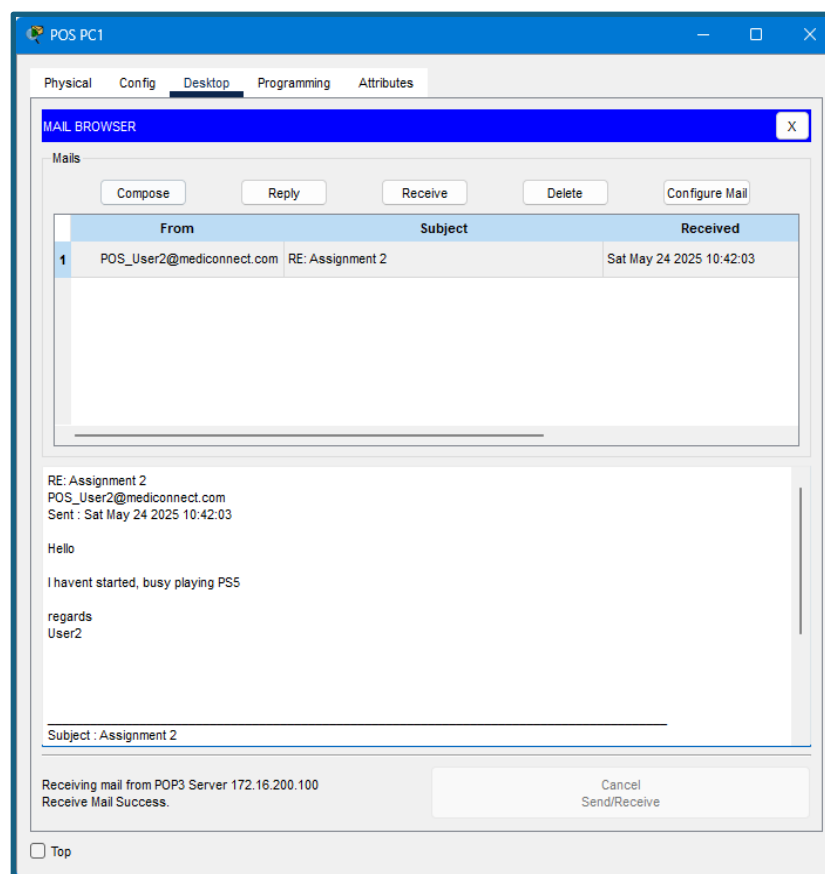 POS PC1
Physical Config Desktop Programming Attributes
MAIL BROWSER X
Mails
Compose Reply Receive Delete Configure Mail
From Subject Received
1 POS_User2@mediconnect.com RE: Assignment 2 Sat May 24 2025 10:42:03
RE: Assignment 2
POS_User2@mediconnect.com
Sent : Sat May 24 2025 10:42:03
Hello
I havent started, busy playing PS5
regards
User2
Subject : Assignment 2
Receiving mail from POP3 Server 172.16.200.100
Receive Mail Success.
Cancel
Send/Receive
Top